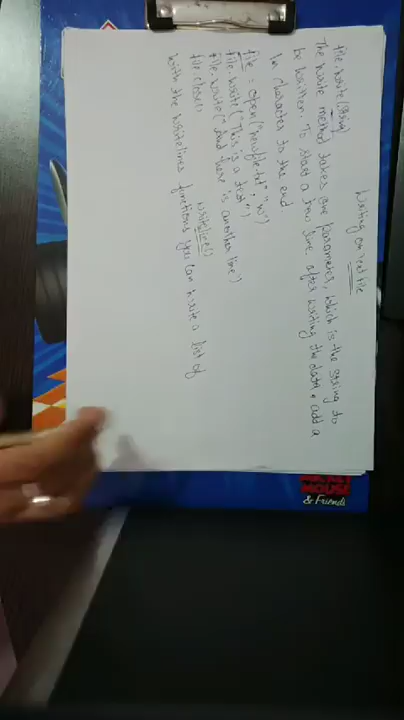 Writing on text file
file.write(string)
The write method takes one parameter, which is the string to
be written. To start a new line after writing the data, add a
\n character to the end.
file = open("newfile.txt", "w")
file.write("This is a text")
file.write("and here is another line")
file.close()
writelines()
With the writelines functions you can write a list of
MICKEY
MOUSE
& Friends